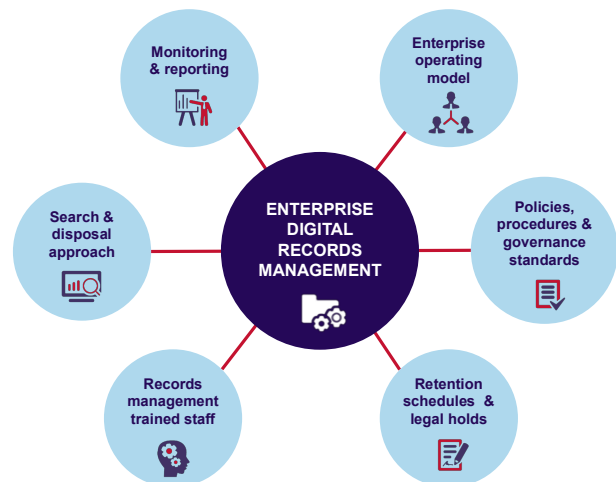 Monitoring
& reporting
Enterprise
operating
model
ENTERPRISE
DIGITAL
RECORDS
MANAGEMENT
Search &
disposal
approach
Policies,
procedures &
governance
standards
Records
management
trained staff
Retention
schedules &
legal holds